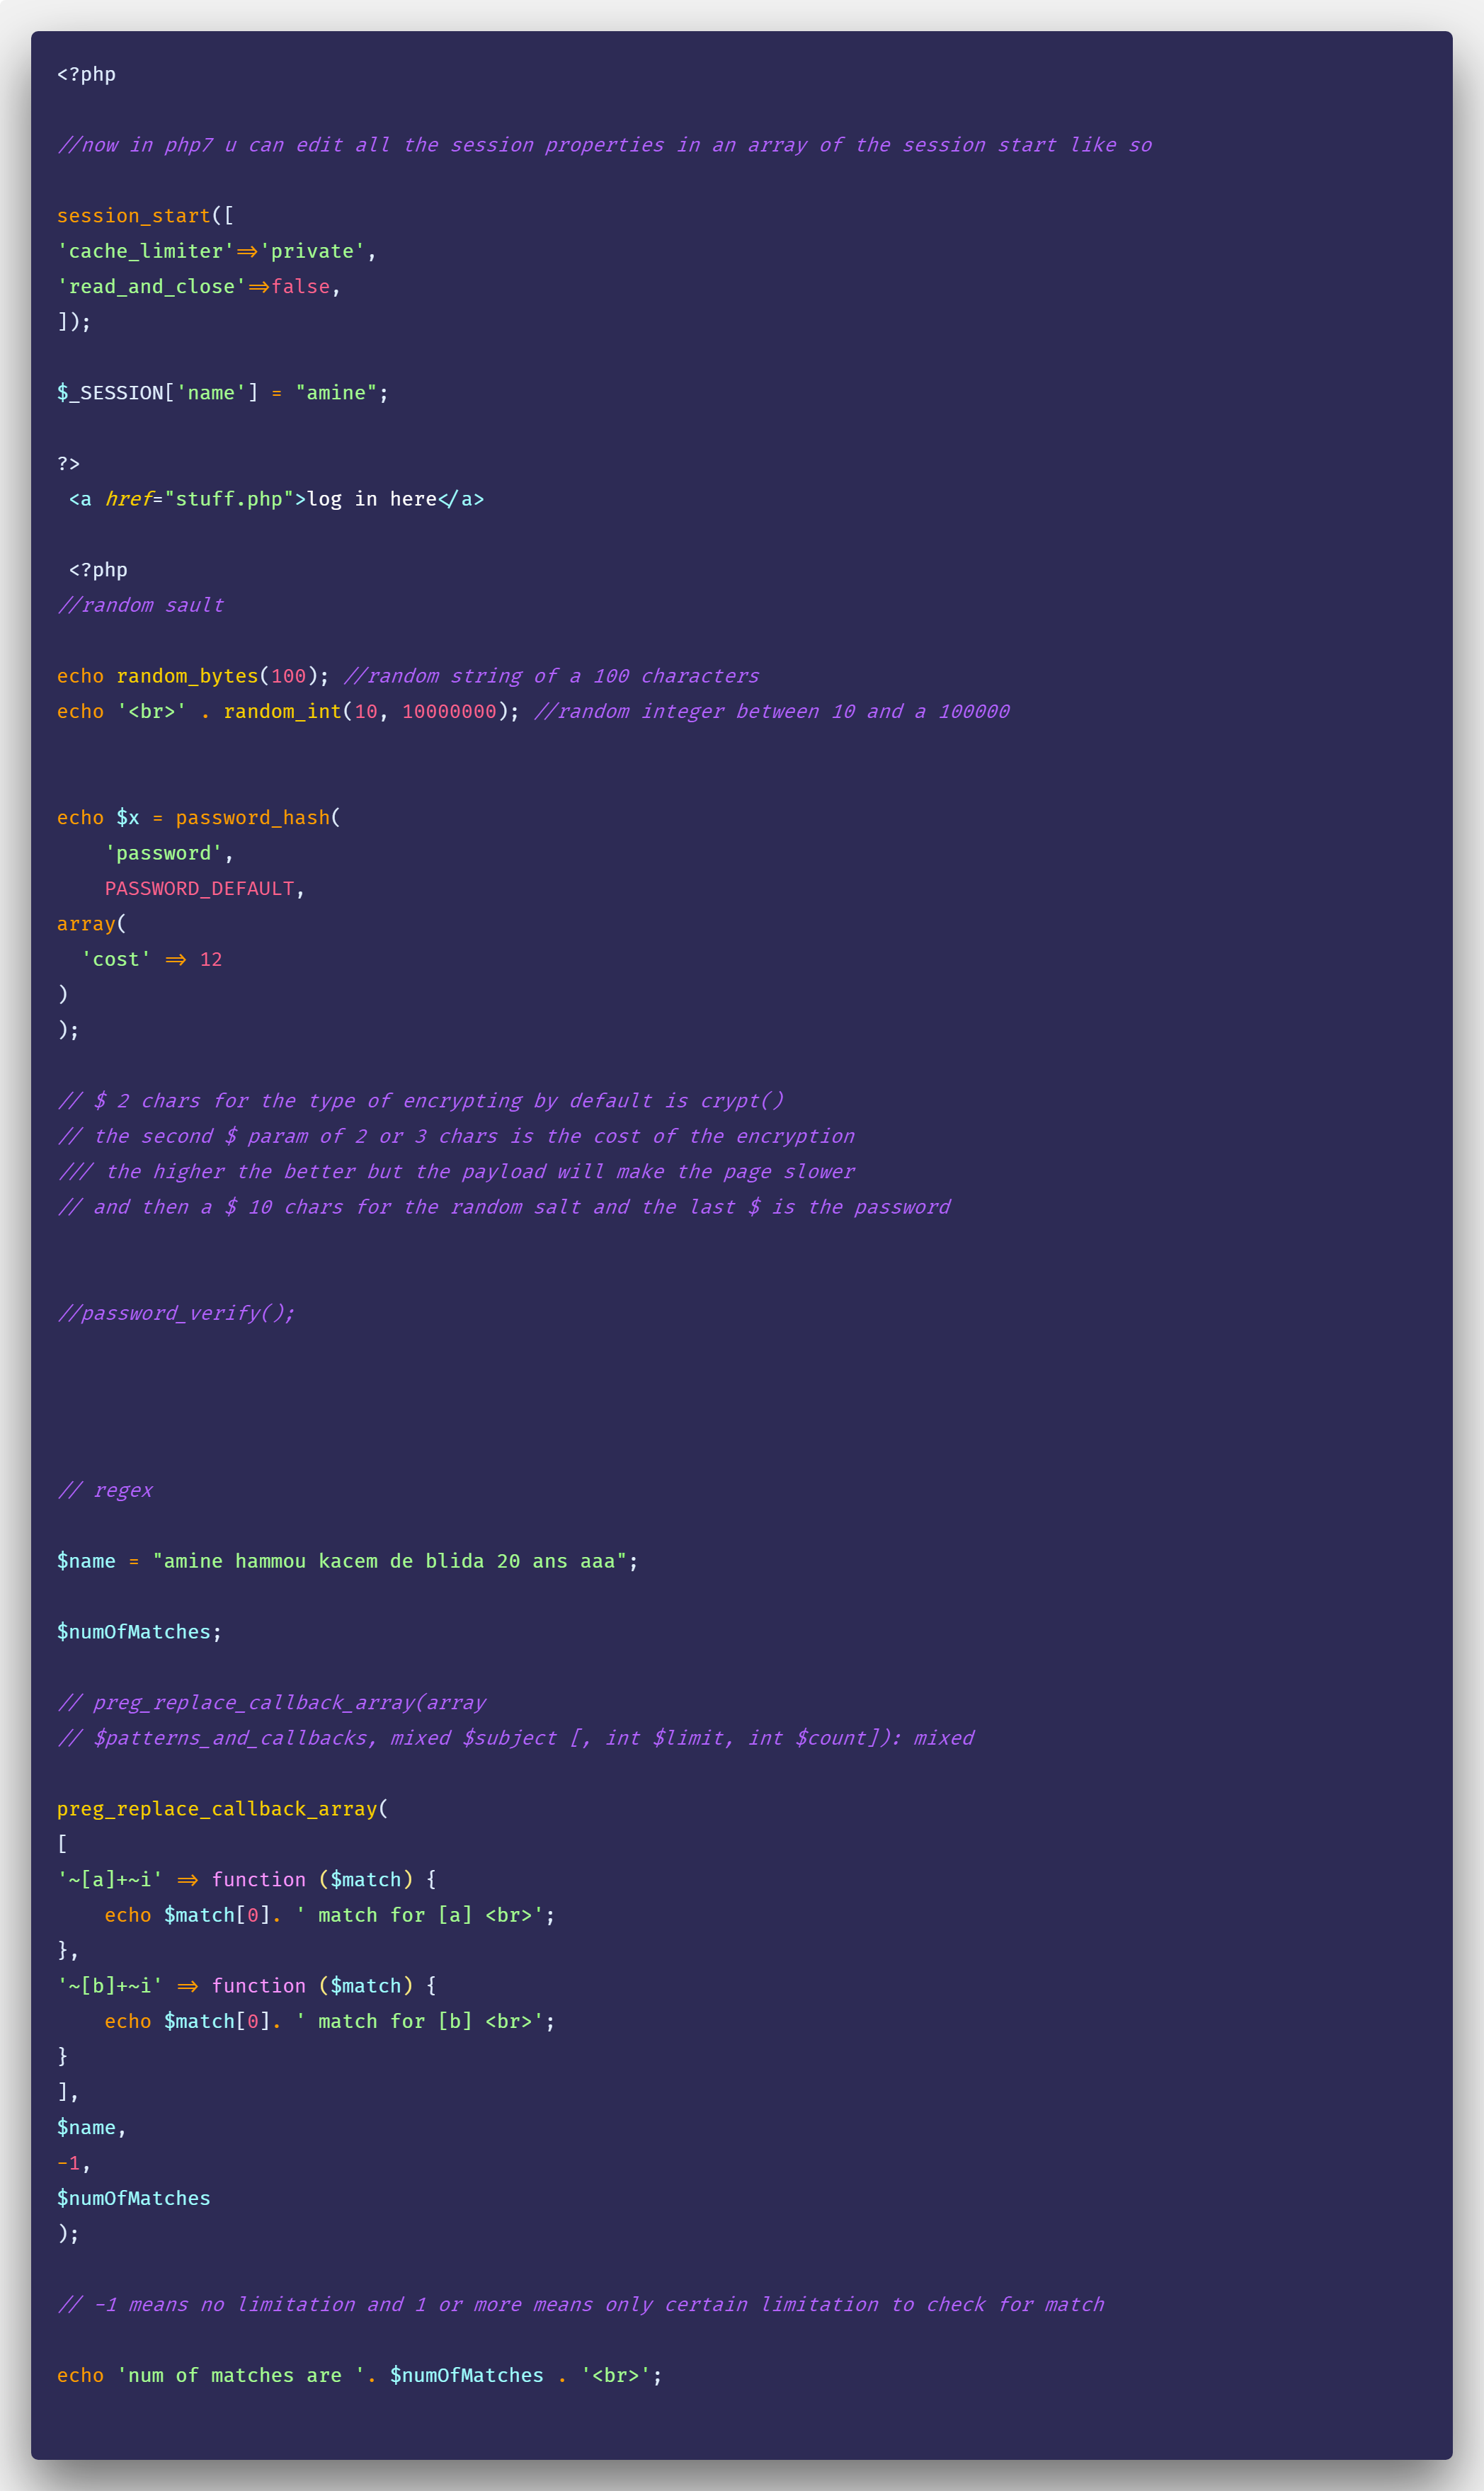 <?php
//now in php7 u can edit all the session properties in an array of the session start like so
session_start([
'cache_limiter'=>'private',
'read_and_close'=>false,
]);
$_SESSION['name'] = "amine";
?>
 <a href="stuff.php">log in here</a>
 <?php
//random sault
echo random_bytes(100); //random string of a 100 characters
echo '<br>' . random_int(10, 10000000); //random integer between 10 and a 100000
echo $x = password_hash(
    'password',
    PASSWORD_DEFAULT,
array(
  'cost' => 12
)
);
// $ 2 chars for the type of encrypting by default is crypt()
// the second $ param of 2 or 3 chars is the cost of the encryption
/// the higher the better but the payload will make the page slower
// and then a $ 10 chars for the random salt and the last $ is the password
//password_verify();
// regex
$name = "amine hammou kacem de blida 20 ans aaa";
$numOfMatches;
// preg_replace_callback_array(array
// $patterns_and_callbacks, mixed $subject [, int $limit, int $count]): mixed
preg_replace_callback_array(
[
'~[a]+~i' => function ($match) {
    echo $match[0]. ' match for [a] <br>';
},
'~[b]+~i' => function ($match) {
    echo $match[0]. ' match for [b] <br>';
}
],
$name,
-1,
$numOfMatches
);
// -1 means no limitation and 1 or more means only certain limitation to check for match
echo 'num of matches are '. $numOfMatches . '<br>';